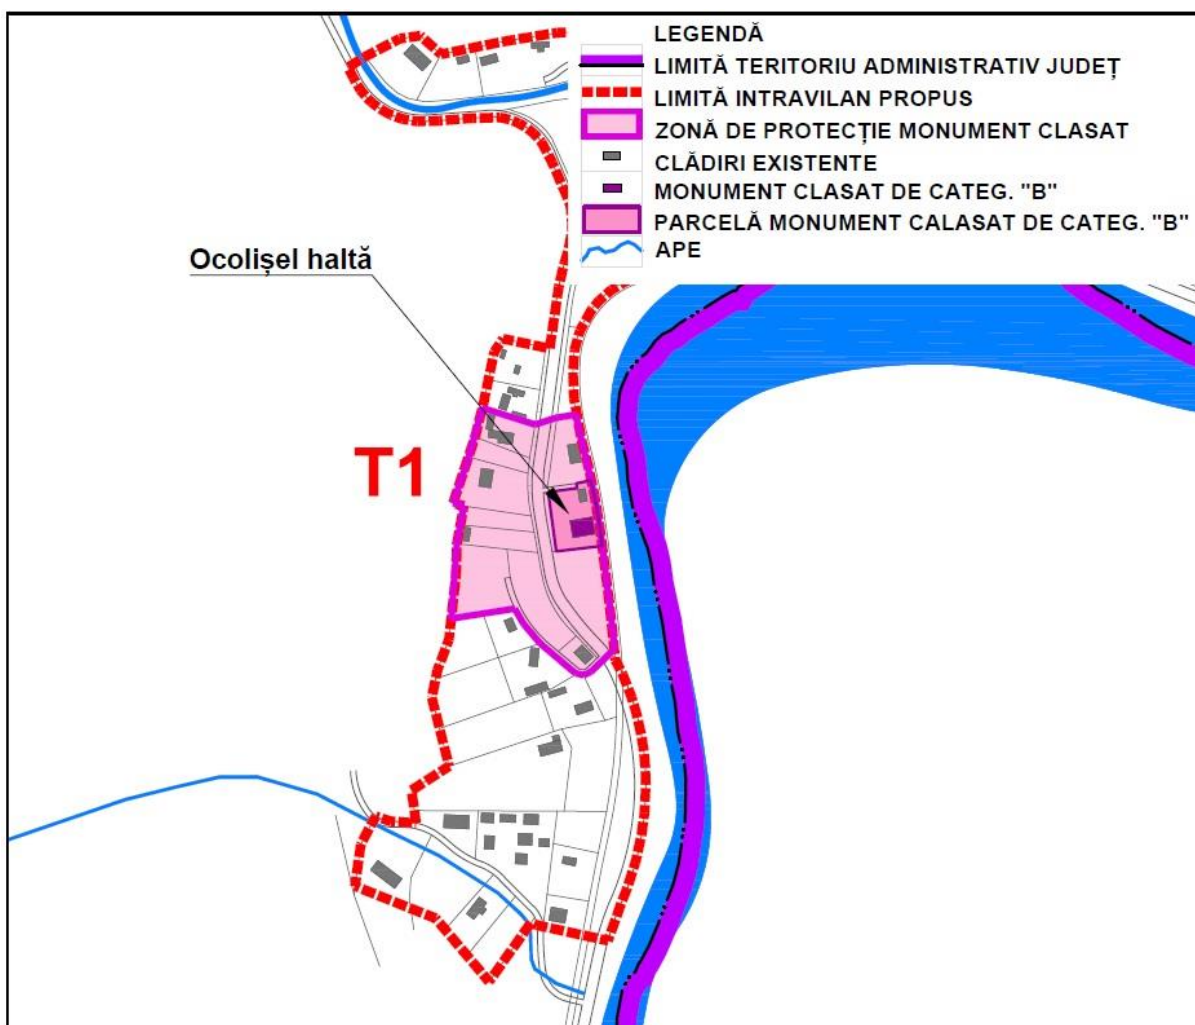 LEGENDĂ
LIMITĂ TERITORIU ADMINISTRATIV JUDEȚ
LIMITĂ INTRAVILAN PROPUS
ZONĂ DE PROTECȚIE MONUMENT CLASAT
CLĂDIRI EXISTENTE
MONUMENT CLASAT DE CATEG. "B"
PARCELĂ MONUMENT CALASAT DE CATEG. "B"
APE
Ocolișel haltă
T1